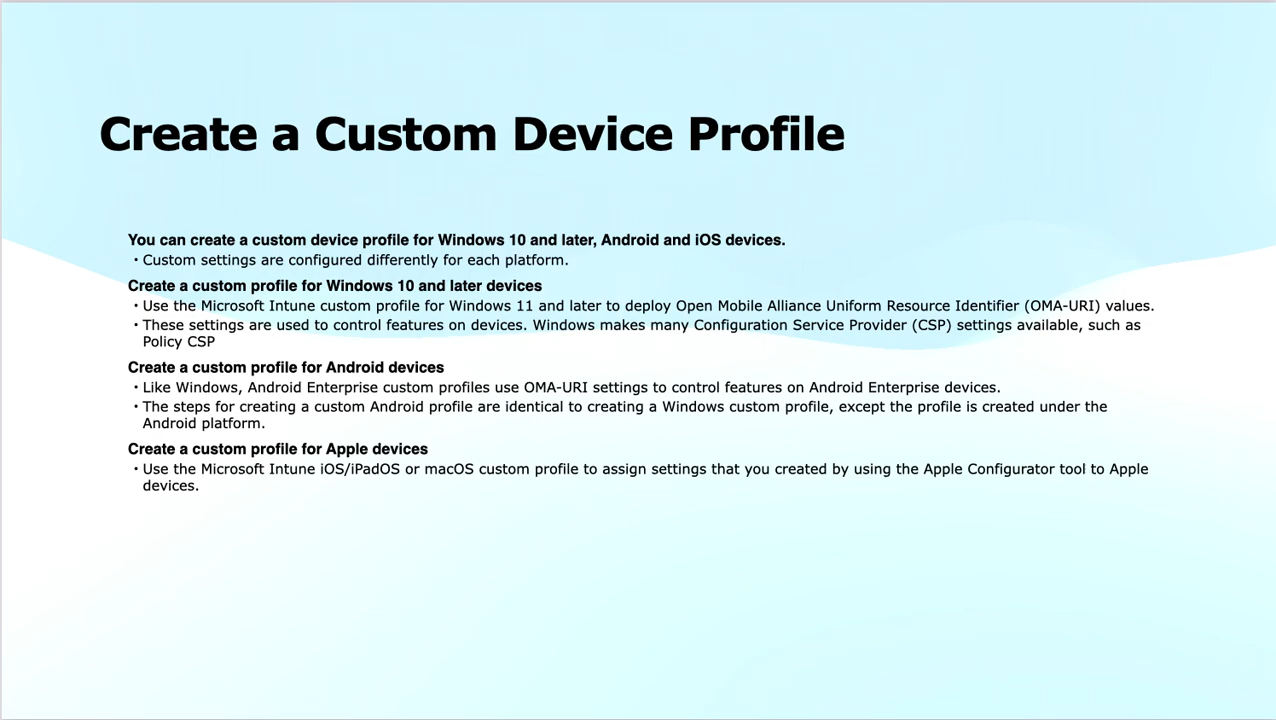 Create a Custom Device Profile
You can create a custom device profile for Windows 10 and later, Android and iOS devices.
• Custom settings are configured differently for each platform.
Create a custom profile for Windows 10 and later devices
• Use the Microsoft Intune custom profile for Windows 11 and later to deploy Open Mobile Alliance Uniform Resource Identifier (OMA-URI) values.
• These settings are used to control features on devices. Windows makes many Configuration Service Provider (CSP) settings available, such as
Policy CSP
Create a custom profile for Android devices
• Like Windows, Android Enterprise custom profiles use OMA-URI settings to control features on Android Enterprise devices.
• The steps for creating a custom Android profile are identical to creating a Windows custom profile, except the profile is created under the
Android platform.
Create a custom profile for Apple devices
• Use the Microsoft Intune iOS/iPadOS or macOS custom profile to assign settings that you created by using the Apple Configurator tool to Apple
devices.